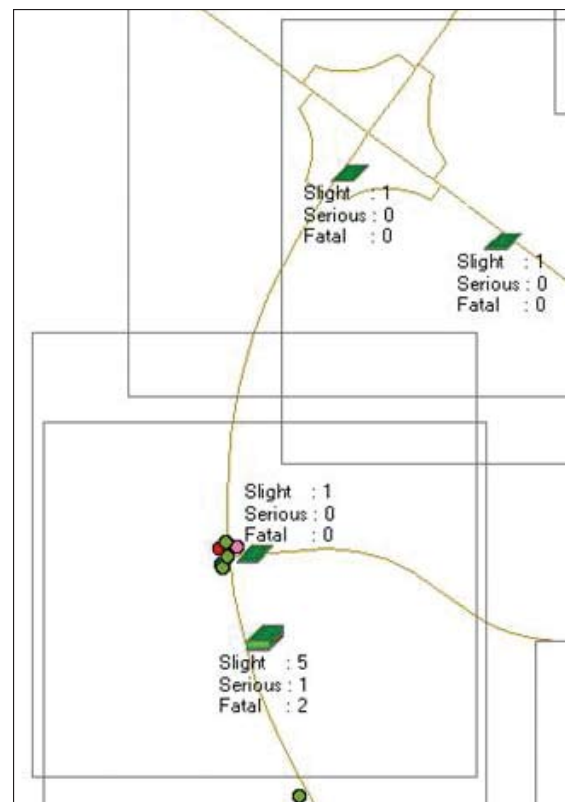 Slight : 1
Serious : 0
Fatal : 0
Slight : 1
Serious : 0
Fatal : 0
Slight : 1
Serious : 0
Fatal : 0
Slight : 5
Serious : 1
Fatal : 2